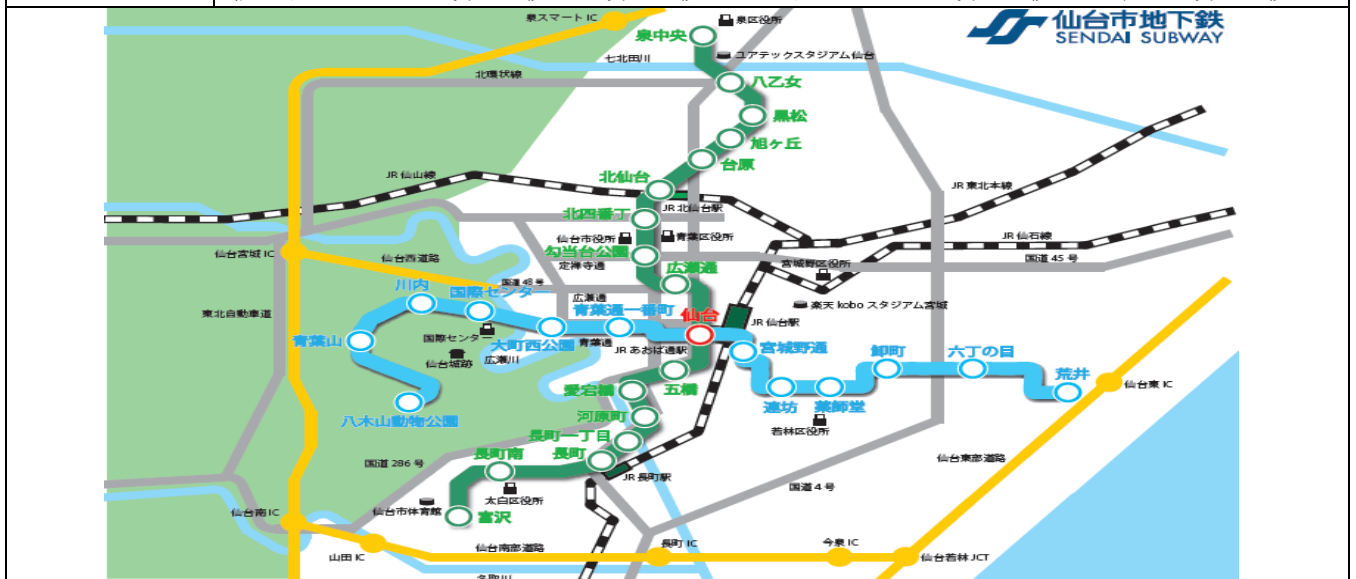 泉スマートIC
泉区役所
仙台市地下鉄
SENDAI SUBWAY
泉中央
七北田川
ユアテックスタジアム仙台
北環状線
八乙女
黒松
旭ヶ丘
台原
JR 仙山線
北仙台
JR 東北本線
JR 北仙台駅
北四番丁
仙台市役所
青葉区役所
JR 仙石線
仙台宮城 IC
仙台西道路
勾当台公園
定禅寺通
広瀬通
宮城野区役所
国道 45 号
川内
国際センター
国道 48 号
広瀬通
楽天 kobo スタジアム宮城
東北自動車道
青葉通一番町
仙台
JR 仙台駅
青葉山
国際センター
仙台城跡
広瀬川
大町西公園
青葉通
JR あおば通駅
宮城野通
卸町
六丁の目
荒井
仙台東 IC
八木山動物公園
愛宕橋
五橋
連坊
薬師堂
若林区役所
河原町
長町一丁目
国道 286 号
長町南
長町
JR 長町駅
仙台東部道路
国道 4 号
太白区役所
仙台南 IC
仙台市体育館
富沢
山田 IC
仙台南部道路
長町 IC
今泉 IC
仙台若林 JCT